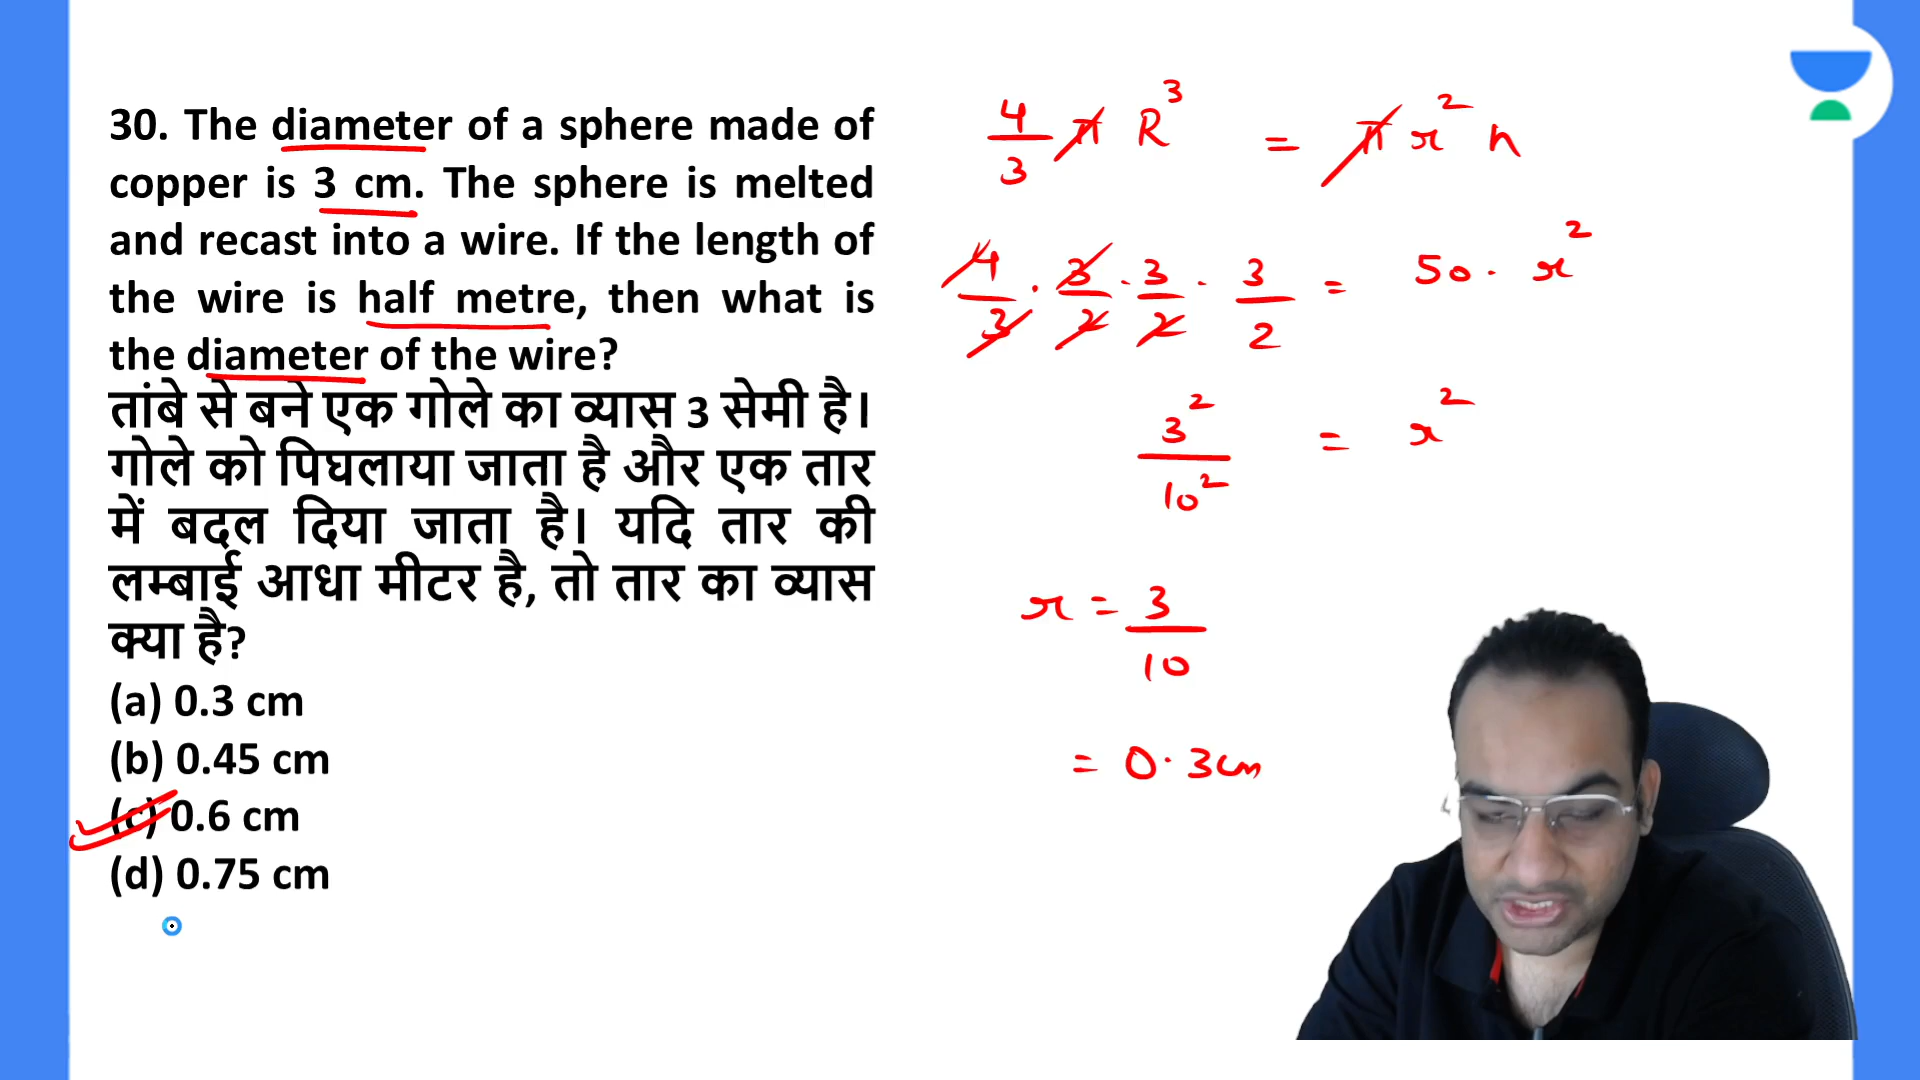 30. The diameter of a sphere made of
copper is 3 cm. The sphere is melted
and recast into a wire. If the length of
the wire is half metre, then what is
the diameter of the wire?
तांबे से बने एक गोले का व्यास 3 सेमी है।
गोले को पिघलाया जाता है और एक तार
में बदल दिया जाता है। यदि तार की
लम्बाई आधा मीटर है, तो तार का व्यास
क्या है?
(a) 0.3 cm
(b) 0.45 cm
(c) 0.6 cm
(d) 0.75 cm
4/3 π R³ = π r² h
4/3 · 3/2 · 3/2 · 3/2 = 50 · r²
3²/10² = r²
r = 3/10
= 0.3cm